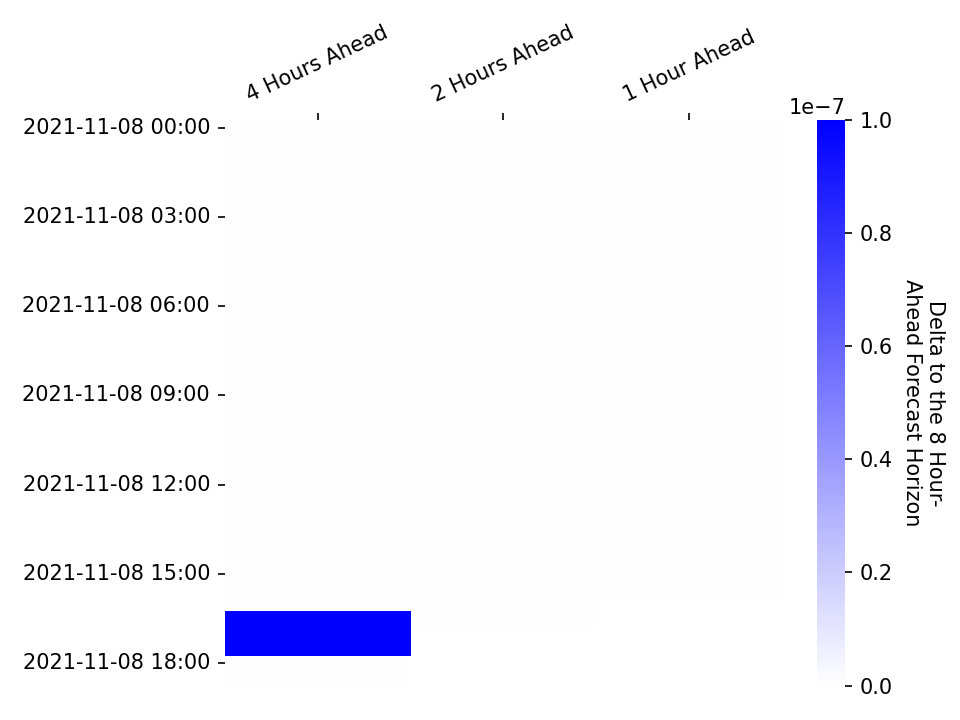 4 Hours Ahead
2 Hours Ahead
1 Hour Ahead
1e−7
2021-11-08 00:00
2021-11-08 03:00
2021-11-08 06:00
2021-11-08 09:00
2021-11-08 12:00
2021-11-08 15:00
2021-11-08 18:00
1.0
0.8
0.6
0.4
0.2
0.0
Delta to the 8 Hour-
Ahead Forecast Horizon